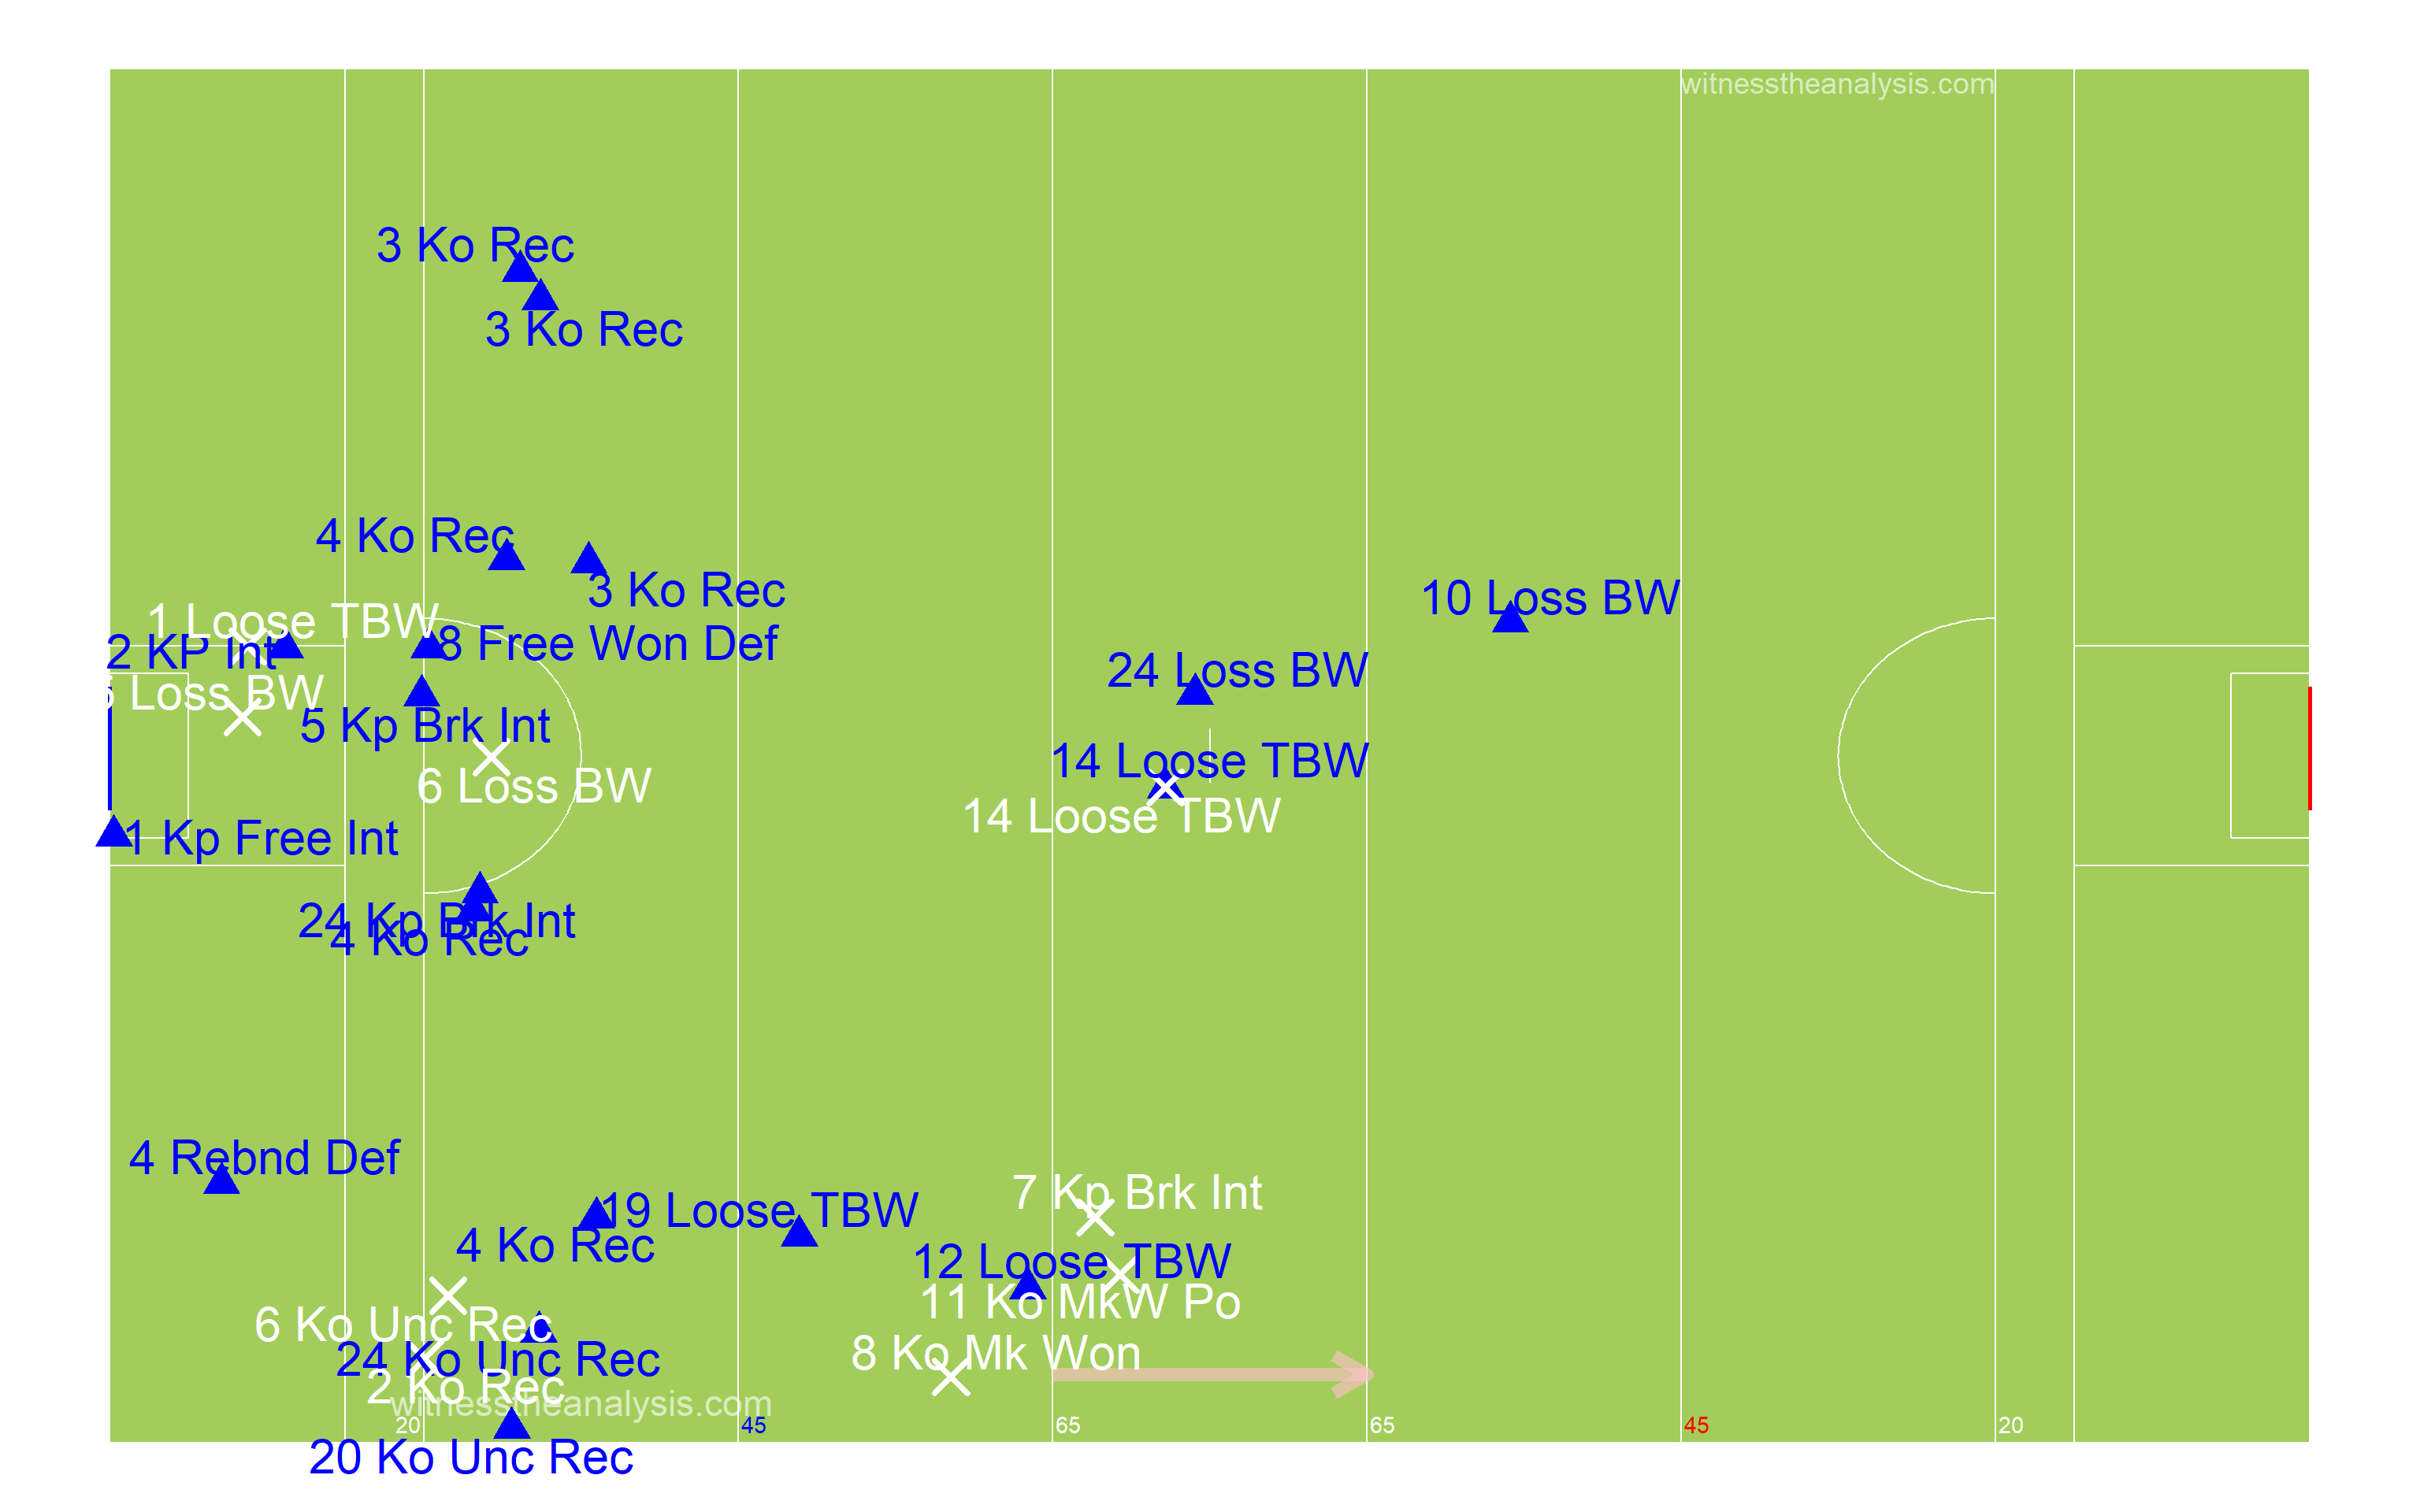 witnesstheanalysis.com
3 Ko Rec
3 Ko Rec
4 Ko Rec
3 Ko Rec
10 Loss BW
1 Loose TBW
8 Free Won Def
2 KP Int
24 Loss BW
6 Loss BW
5 Kp Brk Int
14 Loose TBW
6 Loss BW
14 Loose TBW
1 Kp Free Int
24 Kp Brk Int
4 Ko Rec
4 Rebnd Def
7 Kp Brk Int
19 Loose TBW
4 Ko Rec
12 Loose TBW
11 Ko MkW Po
6 Ko Unc Rec
8 Ko Mk Won
24 Ko Unc Rec
2 Ko Rec
witnesstheanalysis.com
20
45
65
65
45
20
20 Ko Unc Rec